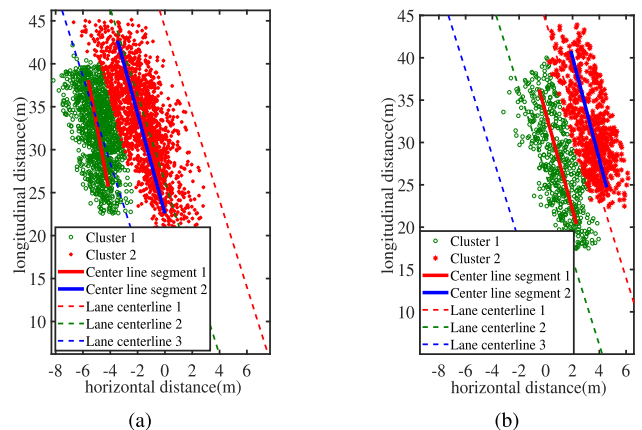 45
40
35
30
25
20
15
10
longitudinal distance(m)
Cluster 1
Cluster 2
Center line segment 1
Center line segment 2
Lane centerline 1
Lane centerline 2
Lane centerline 3
-8 -6 -4 -2 0 2 4 6
horizontal distance(m)
(a)
45
40
35
30
25
20
15
10
longitudinal distance(m)
Cluster 1
Cluster 2
Center line segment 1
Center line segment 2
Lane centerline 1
Lane centerline 2
Lane centerline 3
-8 -6 -4 -2 0 2 4 6
horizontal distance(m)
(b)